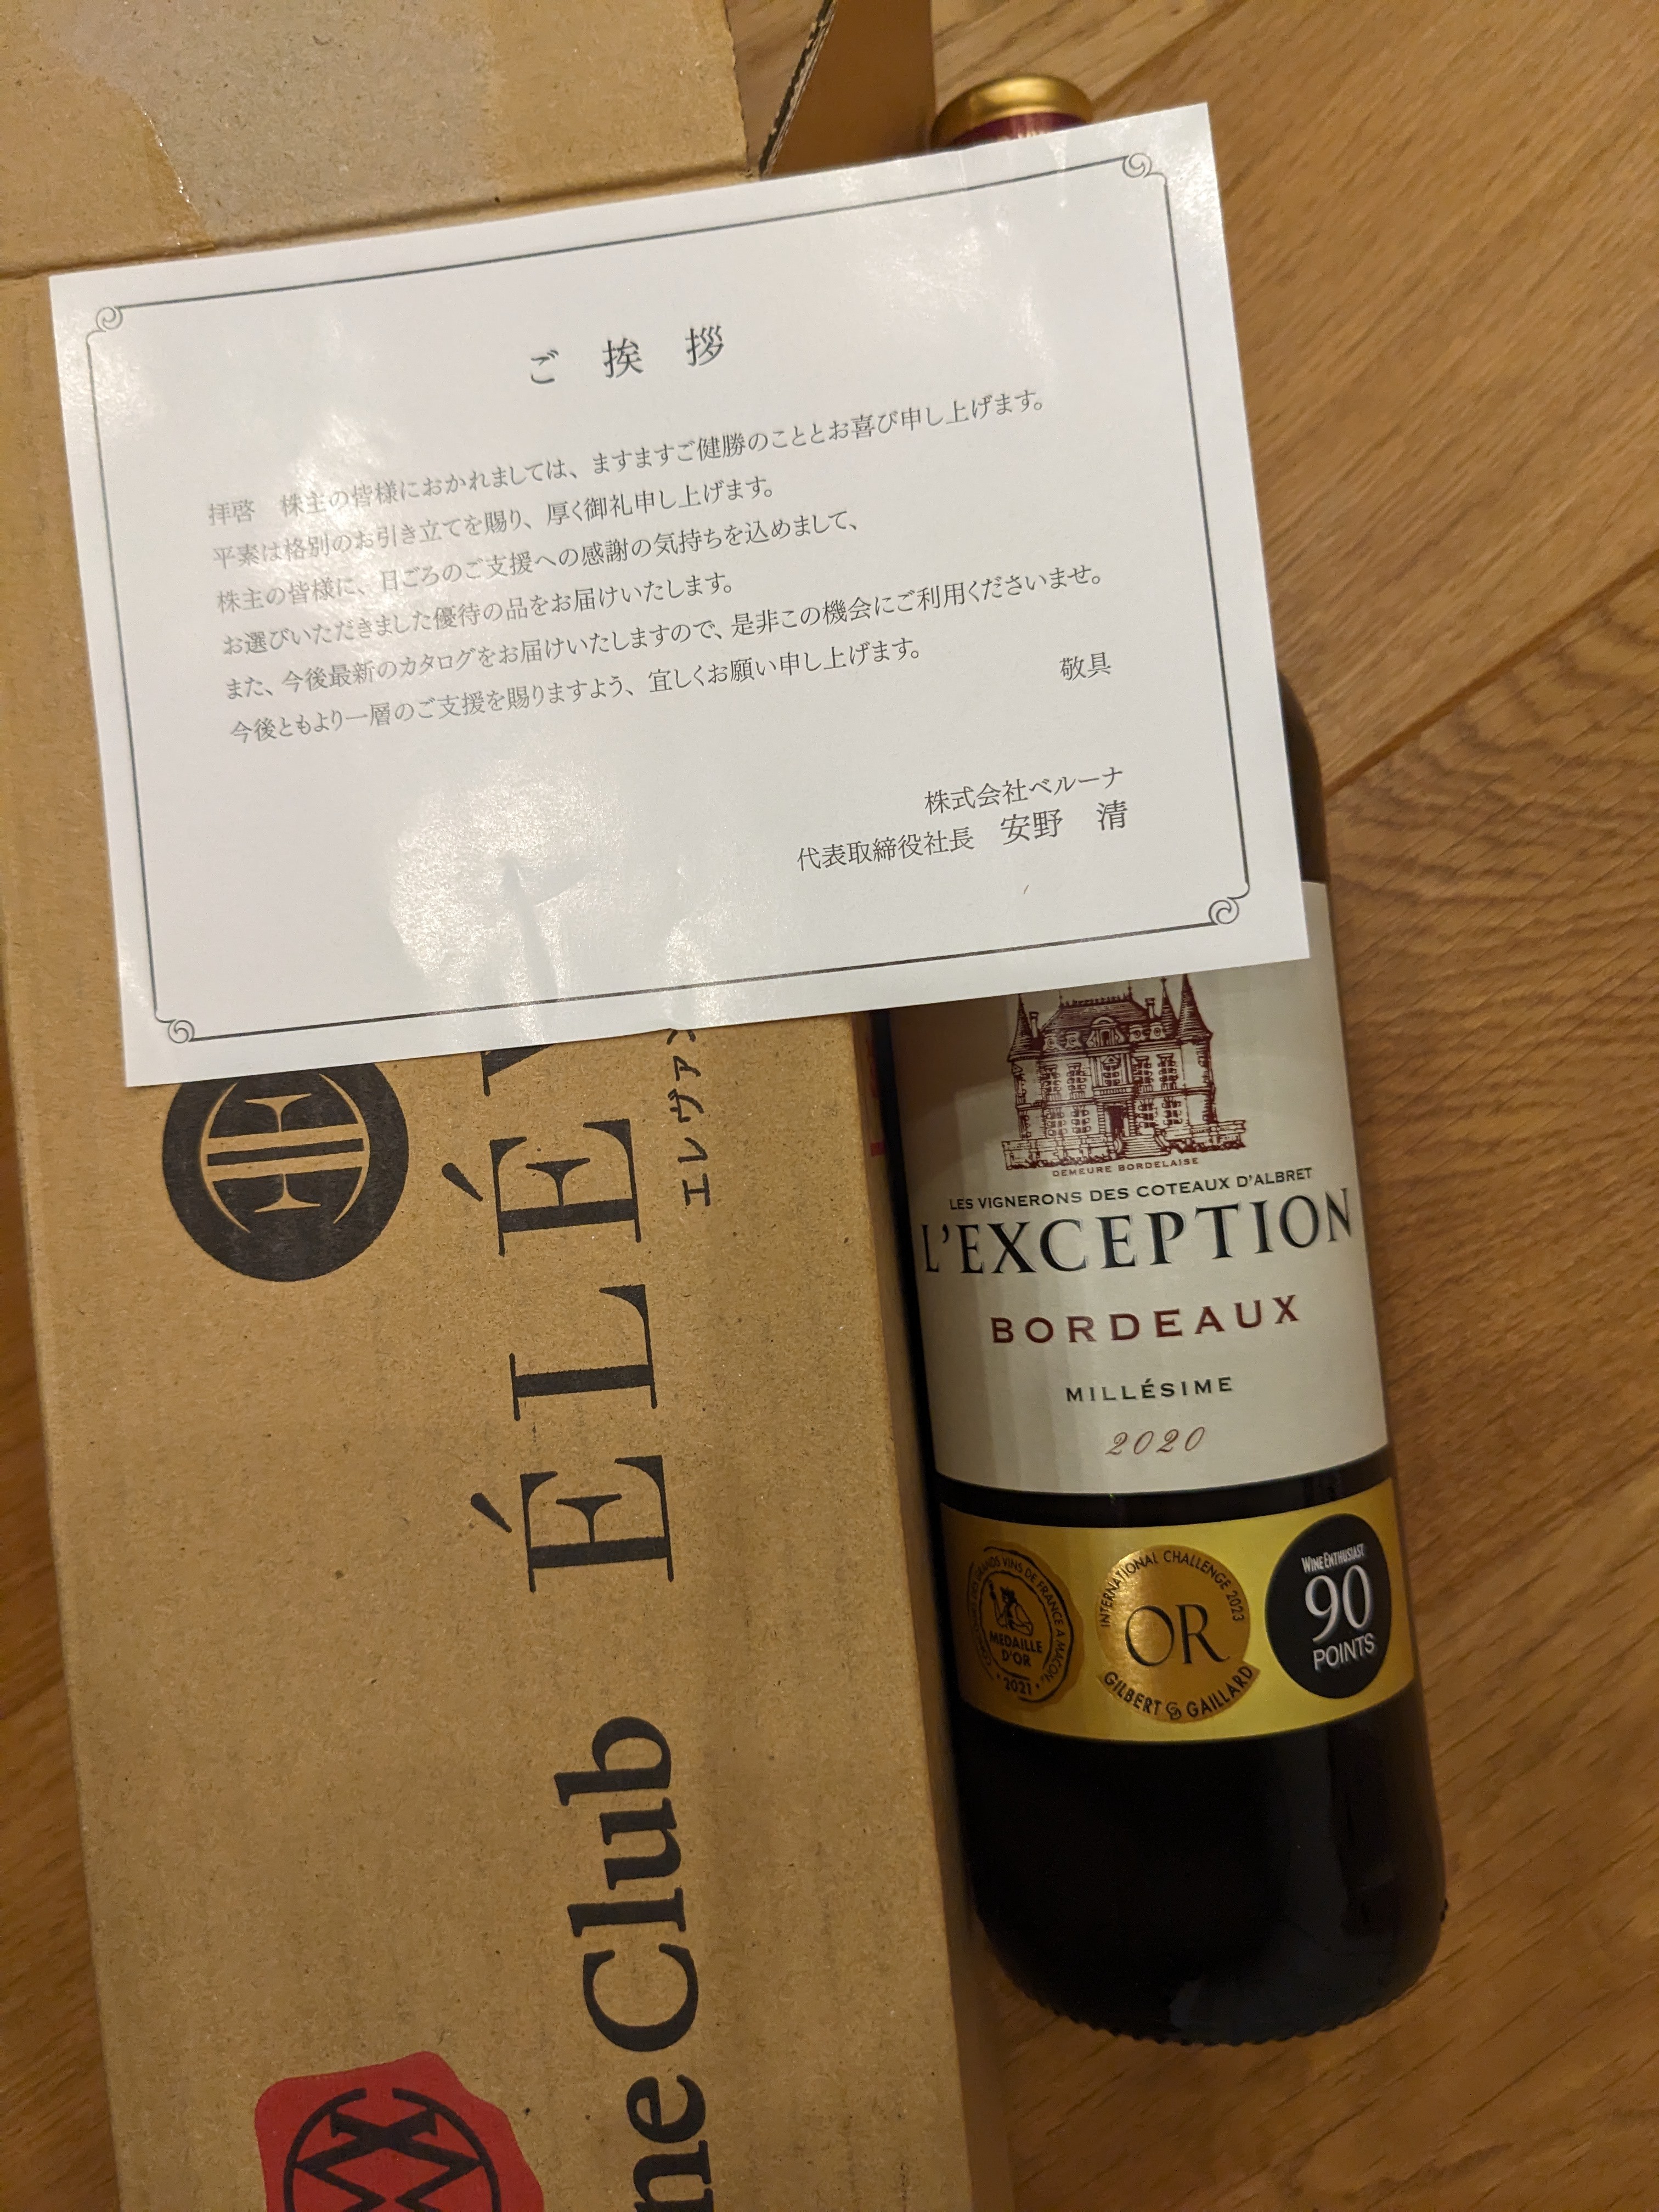 ご挨拶
拝啓　株主の皆様におかれましては、ますますご健勝のこととお喜び申し上げます。
平素は格別のお引き立てを賜り、厚く御礼申し上げます。
株主の皆様に、日ごろのご支援への感謝の気持ちを込めまして、
お選びいただきました優待の品をお届けいたします。
また、今後最新のカタログをお届けいたしますので、是非この機会にご利用くださいませ。
今後ともより一層のご支援を賜りますよう、宜しくお願い申し上げます。
敬具
株式会社ベルーナ
代表取締役社長　安野　清
ÉLÉV
エレヴァン
ne Club
DEMEURE BORDELAISE
LES VIGNERONS DES COTEAUX D'ALBRET
L'EXCEPTION
BORDEAUX
MILLÉSIME
2020
GRANDS VINS DE FRANCE A MACON
MEDAILLE
D'OR
2021
INTERNATIONAL CHALLENGE 2023
OR
GILBERT & GAILLARD
WINE ENTHUSIAST
90
POINTS